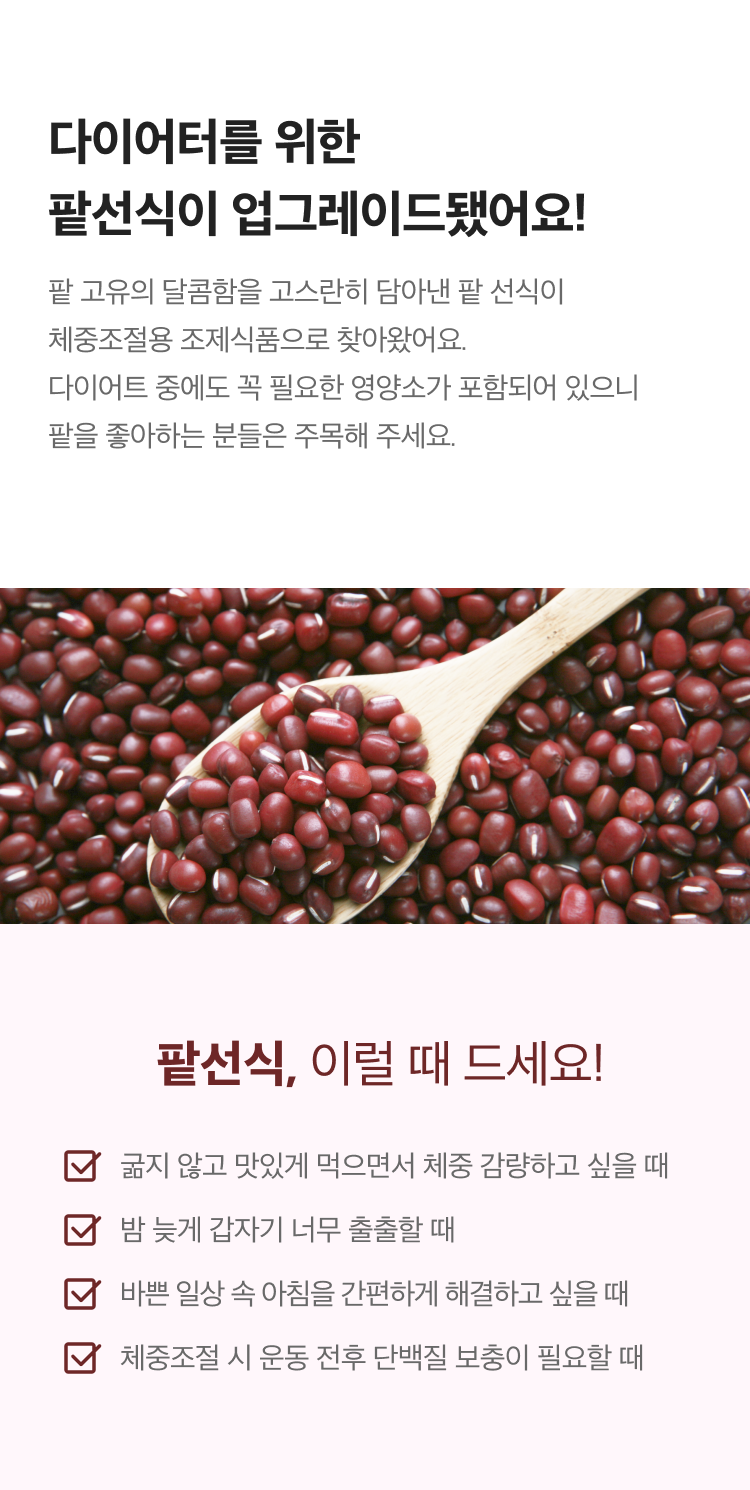 다이어터를 위한
팥선식이 업그레이드됐어요!
팥 고유의 달콤함을 고스란히 담아낸 팥 선식이
체중조절용 조제식품으로 찾아왔어요.
다이어트 중에도 꼭 필요한 영양소가 포함되어 있으니
팥을 좋아하는 분들은 주목해 주세요.
팥선식, 이럴 때 드세요!
굶지 않고 맛있게 먹으면서 체중 감량하고 싶을 때
밤 늦게 갑자기 너무 출출할 때
바쁜 일상 속 아침을 간편하게 해결하고 싶을 때
체중조절 시 운동 전후 단백질 보충이 필요할 때